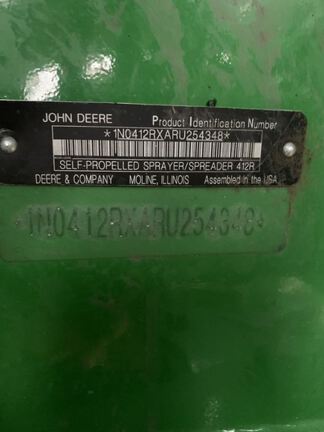 JOHN DEERE Product Identification Number
*1N0412RXARU254348*
SELF-PROPELLED SPRAYER/SPREADER 412R
DEERE & COMPANY MOLINE, ILLINOIS Assembled in the USA
*1N0412RXARU254348*